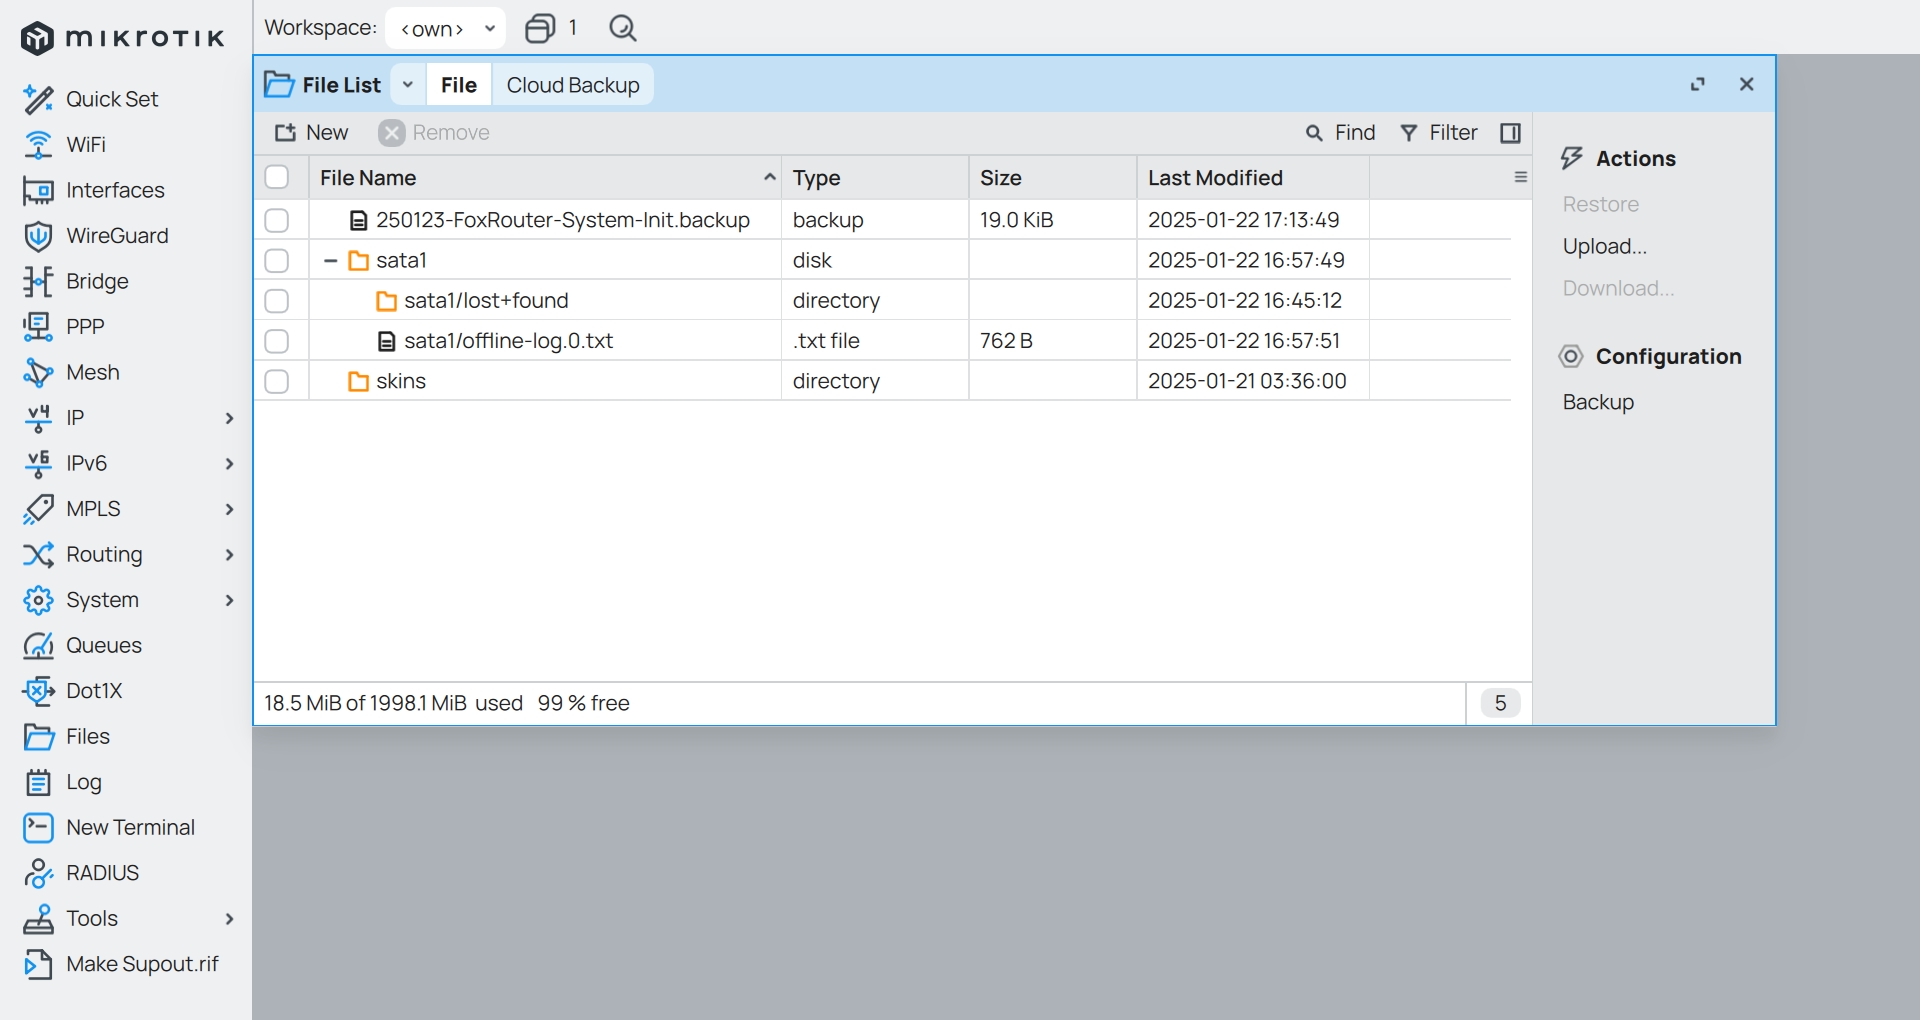 mikrotik
Workspace: <own> 1
Quick Set
WiFi
Interfaces
WireGuard
Bridge
PPP
Mesh
v4 IP
v6 IPv6
MPLS
Routing
System
Queues
Dot1X
Files
Log
New Terminal
RADIUS
Tools
Make Supout.rif
File List File Cloud Backup
New Remove Find Filter
File Name Type Size Last Modified
250123-FoxRouter-System-Init.backup backup 19.0 KiB 2025-01-22 17:13:49
sata1 disk 2025-01-22 16:57:49
sata1/lost+found directory 2025-01-22 16:45:12
sata1/offline-log.0.txt .txt file 762 B 2025-01-22 16:57:51
skins directory 2025-01-21 03:36:00
18.5 MiB of 1998.1 MiB used 99 % free 5
Actions
Restore
Upload...
Download...
Configuration
Backup